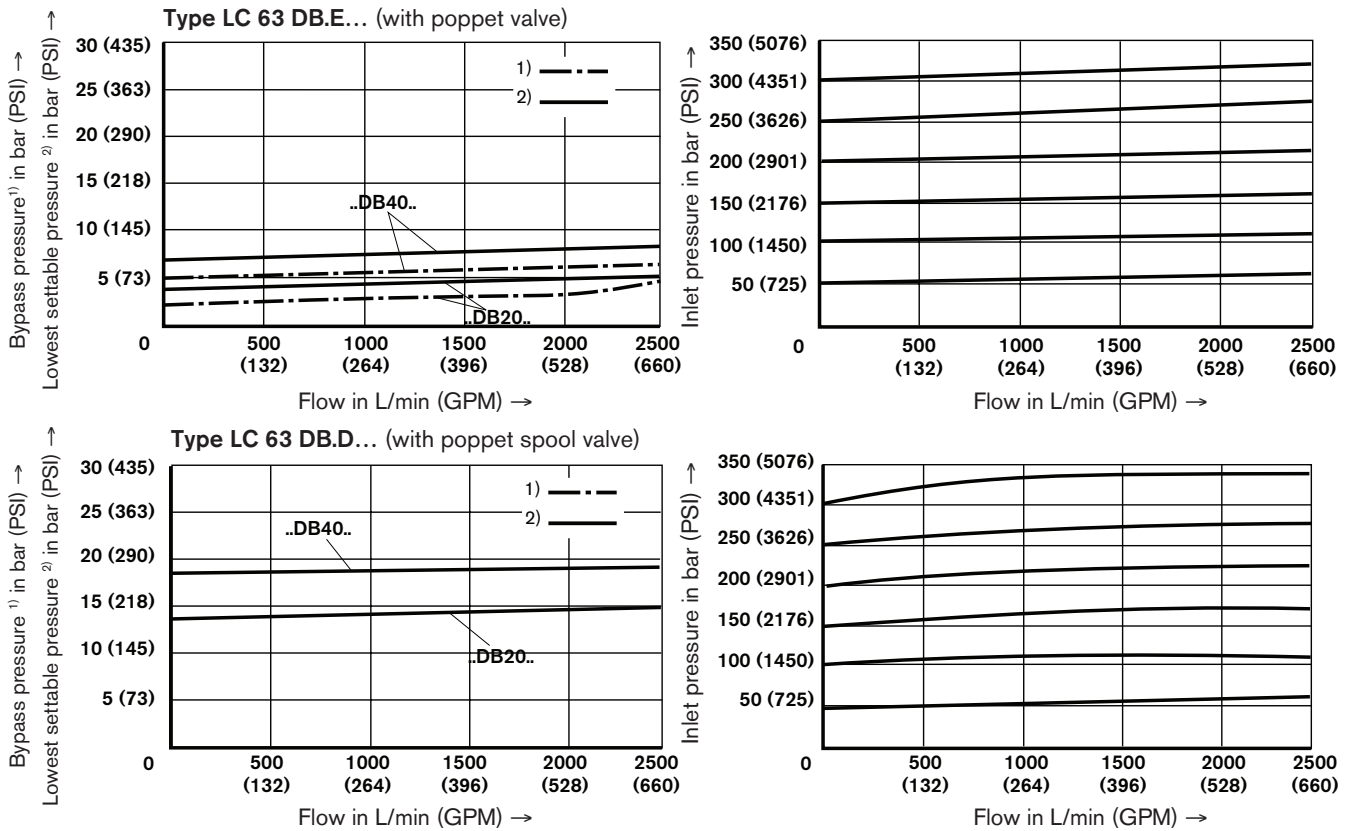 Type LC 63 DB.E… (with poppet valve)
Bypass pressure 1) in bar (PSI) →
Lowest settable pressure 2) in bar (PSI) →
30 (435)
25 (363)
20 (290)
15 (218)
10 (145)
5 (73)
0
1)
2)
..DB40..
..DB20..
500 1000 1500 2000 2500
(132) (264) (396) (528) (660)
Flow in L/min (GPM) →
Inlet pressure in bar (PSI) →
350 (5076)
300 (4351)
250 (3626)
200 (2901)
150 (2176)
100 (1450)
50 (725)
0
500 1000 1500 2000 2500
(132) (264) (396) (528) (660)
Flow in L/min (GPM) →
Type LC 63 DB.D… (with poppet spool valve)
Bypass pressure 1) in bar (PSI) →
Lowest settable pressure 2) in bar (PSI) →
30 (435)
25 (363)
20 (290)
15 (218)
10 (145)
5 (73)
0
1)
2)
..DB40..
..DB20..
500 1000 1500 2000 2500
(132) (264) (396) (528) (660)
Flow in L/min (GPM) →
Inlet pressure in bar (PSI) →
350 (5076)
300 (4351)
250 (3626)
200 (2901)
150 (2176)
100 (1450)
50 (725)
0
500 1000 1500 2000 2500
(132) (264) (396) (528) (660)
Flow in L/min (GPM) →